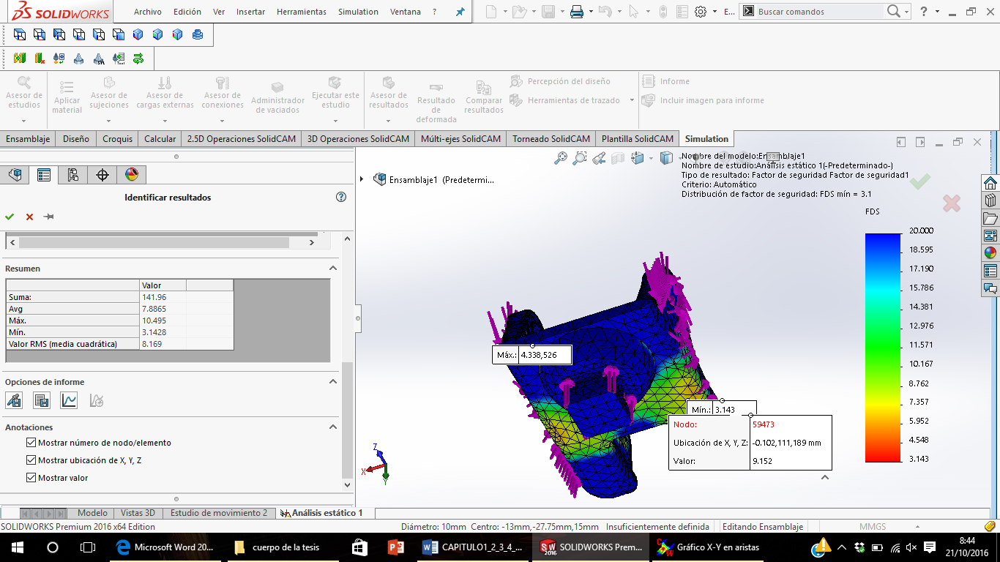 SOLIDWORKS
Archivo Edición Ver Insertar Herramientas Simulation Ventana ?
E...
Buscar comandos
?
Asesor de estudios
Aplicar material
Asesor de sujeciones
Asesor de cargas externas
Asesor de conexiones
Administrador de vaciados
Ejecutar este estudio
Asesor de resultados
Resultado de deformada
Comparar resultados
Percepción del diseño
Herramientas de trazado
Informe
Incluir imagen para informe
Ensamblaje Diseño Croquis Calcular 2.5D Operaciones SolidCAM 3D Operaciones SolidCAM Múlti-ejes SolidCAM Torneado SolidCAM Plantilla SolidCAM Simulation
Identificar resultados
Resumen
Valor
Suma: 141.96
Avg 7.8865
Máx. 10.495
Mín. 3.1428
Valor RMS (media cuadrática) 8.169
Opciones de informe
Anotaciones
Mostrar número de nodo/elemento
Mostrar ubicación de X, Y, Z
Mostrar valor
Ensamblaje1 (Predetermi...
Nombre del modelo:Ensamblaje1
Nombre de estudio:Análisis estático 1(-Predeterminado-)
Tipo de resultado: Factor de seguridad Factor de seguridad1
Criterio: Automático
Distribución de factor de seguridad: FDS mín = 3.1
FDS
20.000
18.595
17.190
15.786
14.381
12.976
11.571
10.167
8.762
7.357
5.952
4.548
3.143
Máx.: 4.338,526
Mín.: 3.143
Nodo: 59473
Ubicación de X, Y, Z: -0.102,111,189 mm
Valor: 9.152
Z
X
Y
Modelo Vistas 3D Estudio de movimiento 2 Análisis estático 1
SOLIDWORKS Premium 2016 x64 Edition
Diámetro: 10mm Centro: -13mm,-27.75mm,15mm Insuficientemente definida Editando Ensamblaje MMGS
Microsoft Word 20...
cuerpo de la tesis
CAPITULO1_2_3_4_...
SOLIDWORKS Prem...
Gráfico X-Y en aristas
8:44
21/10/2016